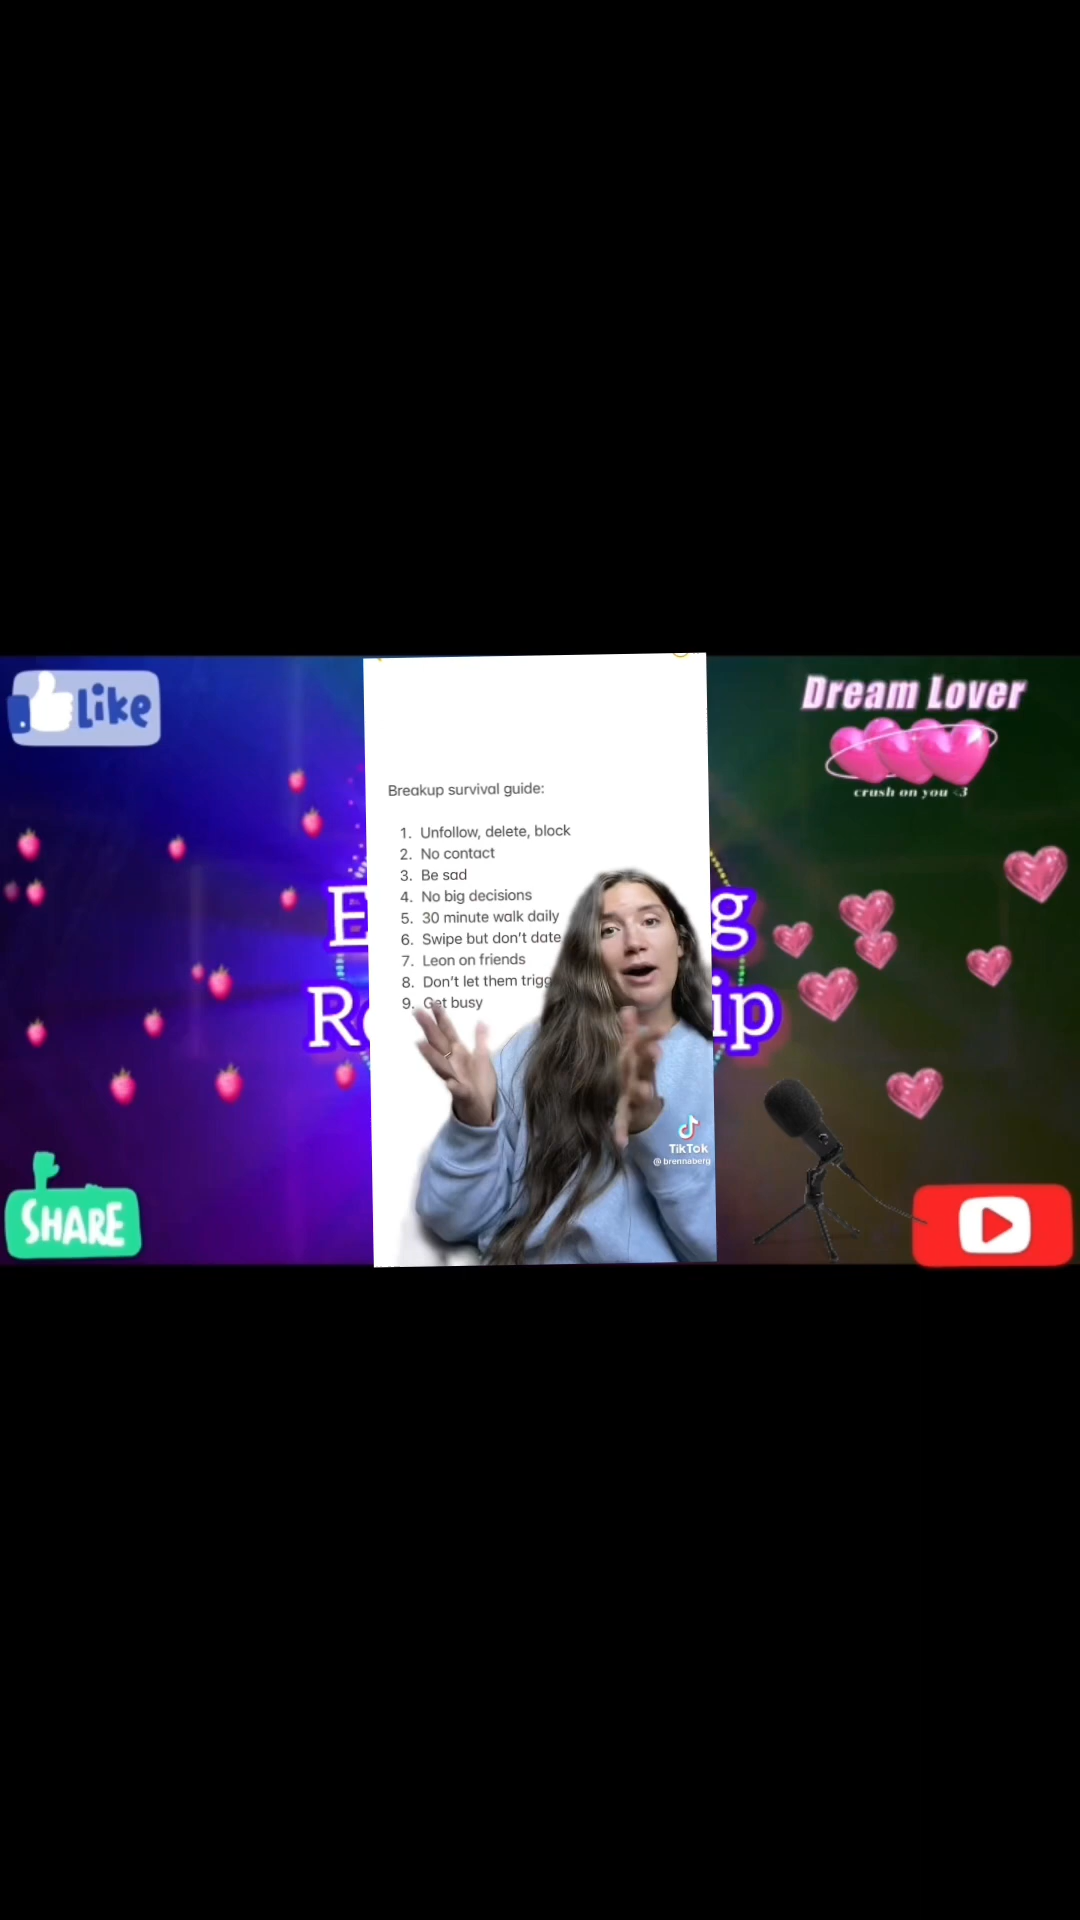 Like
Dream Lover
crush on you <3
Breakup survival guide:
1. Unfollow, delete, block
2. No contact
3. Be sad
4. No big decisions
5. 30 minute walk daily
6. Swipe but don't date
7. Leon on friends
8. Don't let them trigg
9. Get busy
TikTok
@brennaberg
SHARE